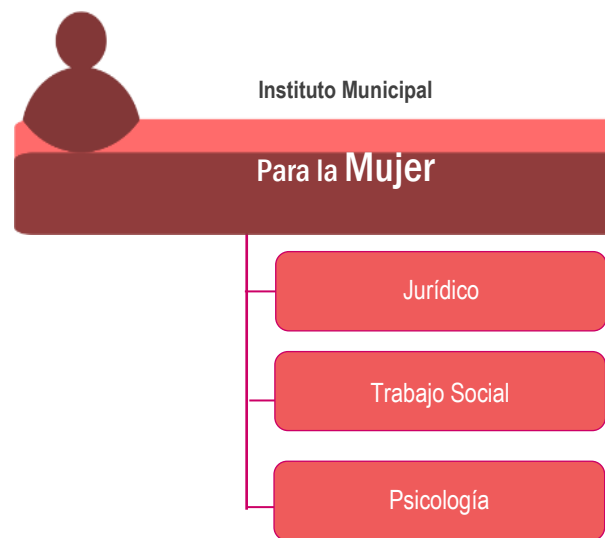 Instituto Municipal
Para la Mujer
Jurídico
Trabajo Social
Psicología